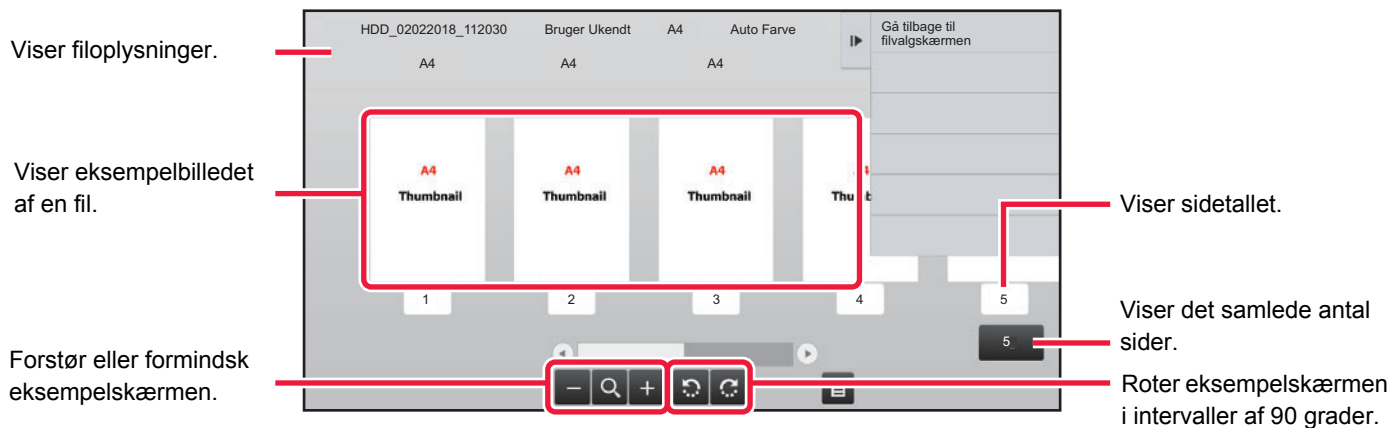 Viser filoplysninger.
HDD_02022018_112030 Bruger Ukendt A4 Auto Farve
A4 A4 A4
Gå tilbage til
filvalgskærmen
Viser eksempelbilledet
af en fil.
A4 A4 A4
Thumbnail Thumbnail Thumbnail
Viser sidetallet.
1 2 3 4 5
Viser det samlede antal
sider.
5
Forstør eller formindsk
eksempelskærmen.
Roter eksempelskærmen
i intervaller af 90 grader.